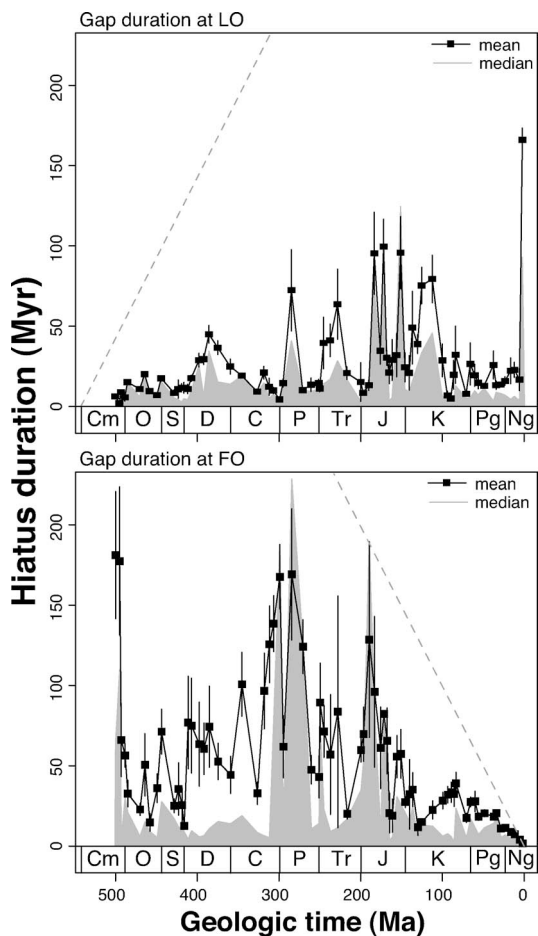 Gap duration at LO
mean
median
200
150
100
50
0
Cm O S D C P Tr J K Pg Ng
Hiatus duration (Myr)
Gap duration at FO
mean
median
200
150
100
50
0
Cm O S D C P Tr J K Pg Ng
500 400 300 200 100 0
Geologic time (Ma)